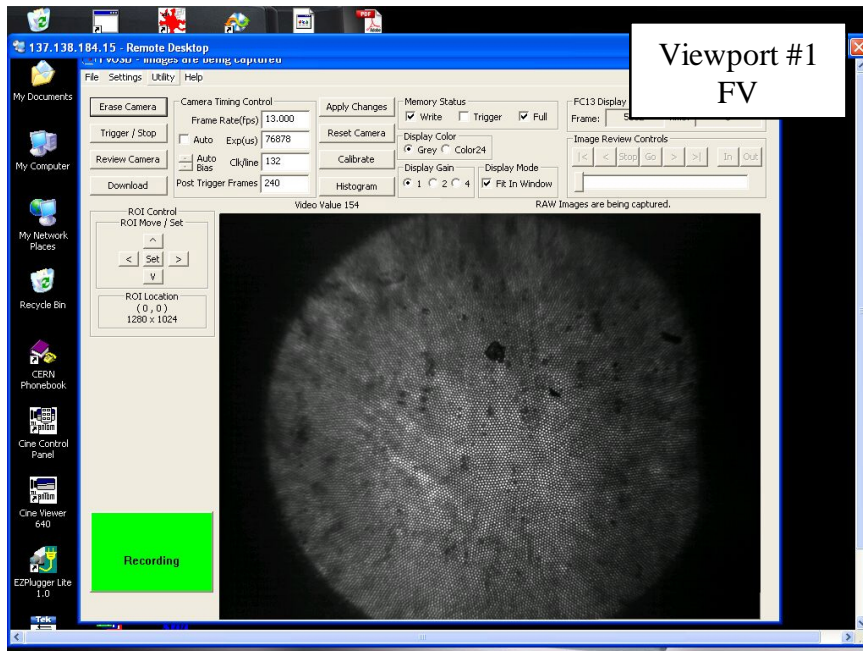 Viewport #1
FV
137.138.184.15 - Remote Desktop
FVOSD - Images are being captured
File Settings Utility Help
My Documents
My Computer
My Network
Places
Recycle Bin
CERN
Phonebook
Cine Control
Panel
Cine Viewer
640
EZPlugger Lite
1.0
Tek
Erase Camera
Trigger / Stop
Review Camera
Download
Camera Timing Control
Frame Rate(fps) 13.000
Auto Exp(us) 76878
Auto
Bias Clk/line 132
Post Trigger Frames 240
Apply Changes
Reset Camera
Calibrate
Histogram
Memory Status
Write Trigger Full
Display Color
Grey Color24
Display Gain
1 2 4
Display Mode
Fit In Window
FC13 Display
Frame:
Image Review Controls
|< < Stop Go > >| In Out
Video Value 154
RAW Images are being captured.
ROI Control
ROI Move / Set
^
< Set >
v
ROI Location
( 0 , 0 )
1280 x 1024
Recording